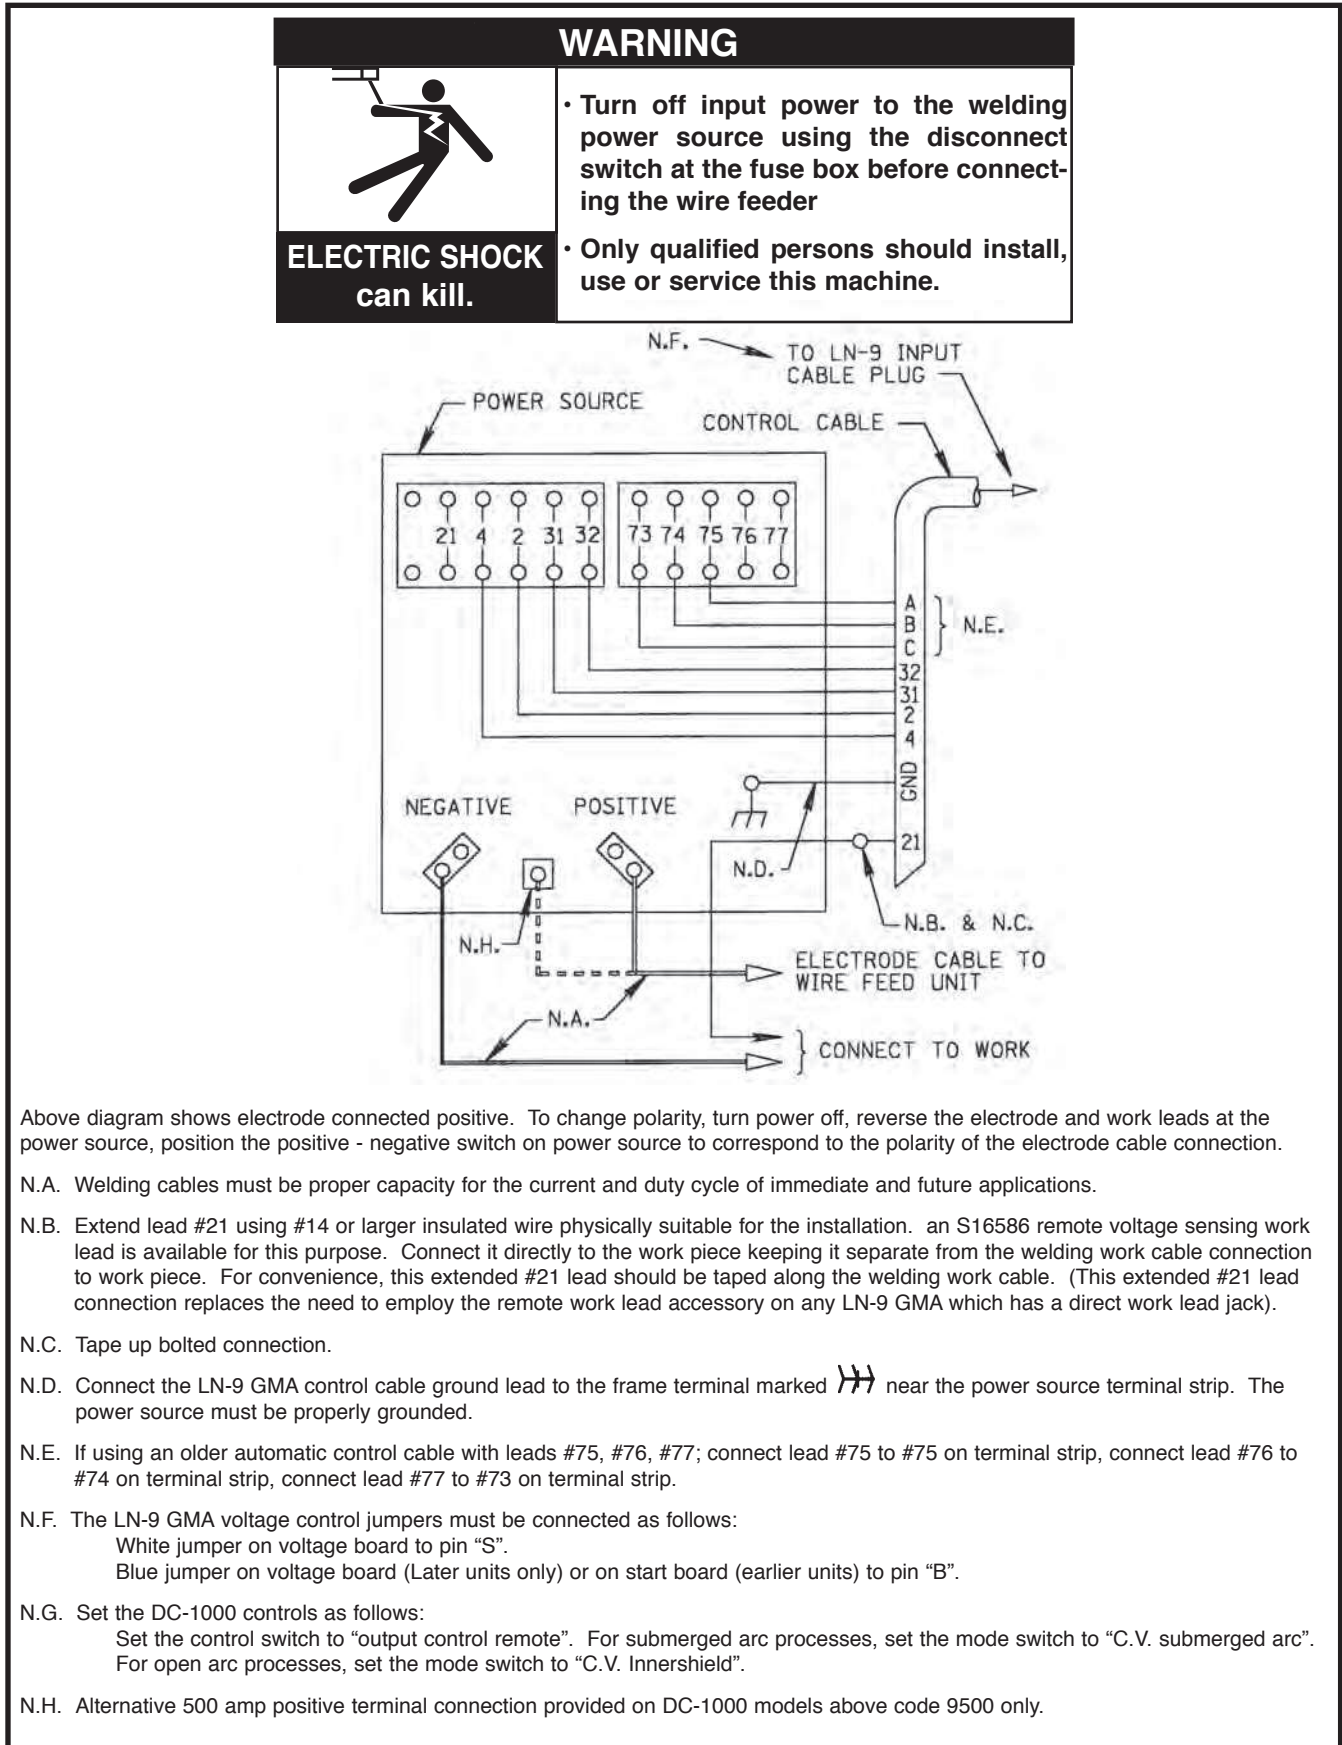 WARNING
ELECTRIC SHOCK
can kill.
• Turn off input power to the welding
power source using the disconnect
switch at the fuse box before connect-
ing the wire feeder
• Only qualified persons should install,
use or service this machine.
N.F.
TO LN-9 INPUT
CABLE PLUG
POWER SOURCE
CONTROL CABLE
21 4 2 31 32 73 74 75 76 77
A
B
C
N.E.
32
31
2
4
GND
NEGATIVE
POSITIVE
21
N.D.
N.B. & N.C.
N.H.
ELECTRODE CABLE TO
WIRE FEED UNIT
N.A.
CONNECT TO WORK
Above diagram shows electrode connected positive. To change polarity, turn power off, reverse the electrode and work leads at the
power source, position the positive - negative switch on power source to correspond to the polarity of the electrode cable connection.
N.A. Welding cables must be proper capacity for the current and duty cycle of immediate and future applications.
N.B. Extend lead #21 using #14 or larger insulated wire physically suitable for the installation. an S16586 remote voltage sensing work
lead is available for this purpose. Connect it directly to the work piece keeping it separate from the welding work cable connection
to work piece. For convenience, this extended #21 lead should be taped along the welding work cable. (This extended #21 lead
connection replaces the need to employ the remote work lead accessory on any LN-9 GMA which has a direct work lead jack).
N.C. Tape up bolted connection.
N.D. Connect the LN-9 GMA control cable ground lead to the frame terminal marked near the power source terminal strip. The
power source must be properly grounded.
N.E. If using an older automatic control cable with leads #75, #76, #77; connect lead #75 to #75 on terminal strip, connect lead #76 to
#74 on terminal strip, connect lead #77 to #73 on terminal strip.
N.F. The LN-9 GMA voltage control jumpers must be connected as follows:
White jumper on voltage board to pin “S”.
Blue jumper on voltage board (Later units only) or on start board (earlier units) to pin “B”.
N.G. Set the DC-1000 controls as follows:
Set the control switch to “output control remote”. For submerged arc processes, set the mode switch to “C.V. submerged arc”.
For open arc processes, set the mode switch to “C.V. Innershield”.
N.H. Alternative 500 amp positive terminal connection provided on DC-1000 models above code 9500 only.